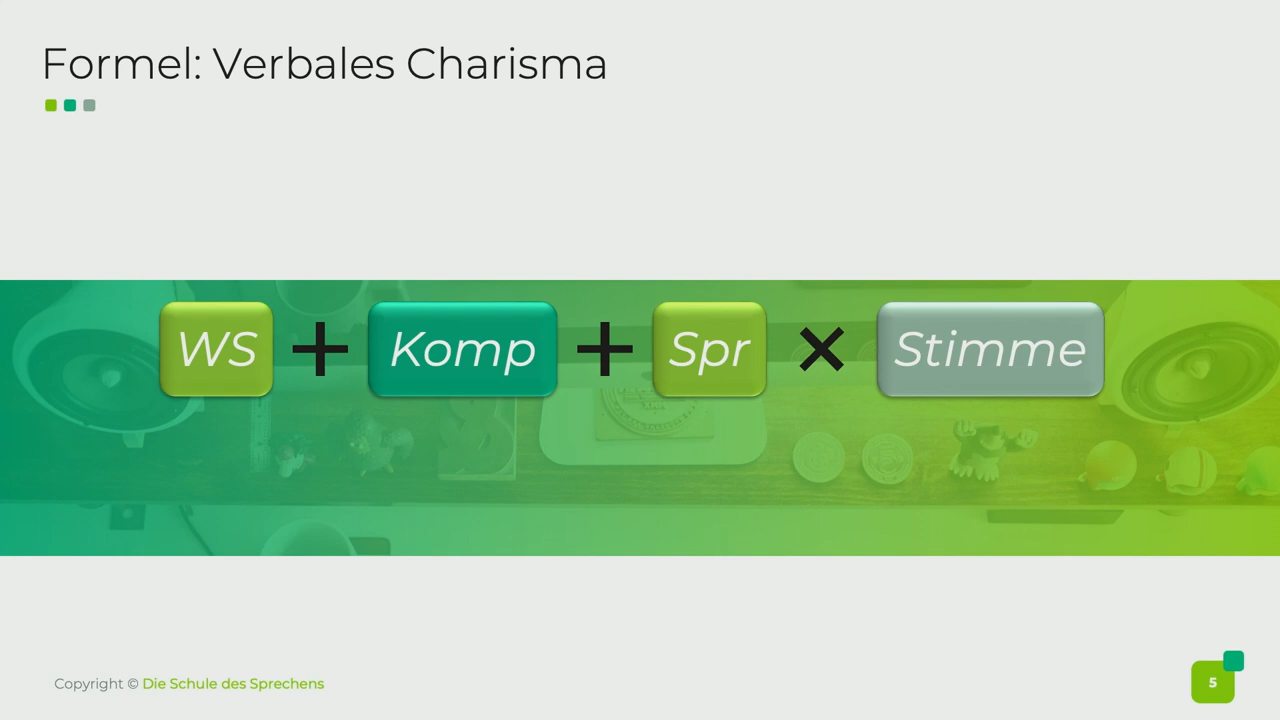 Formel: Verbales Charisma
WS + Komp + Spr × Stimme
Copyright © Die Schule des Sprechens
5